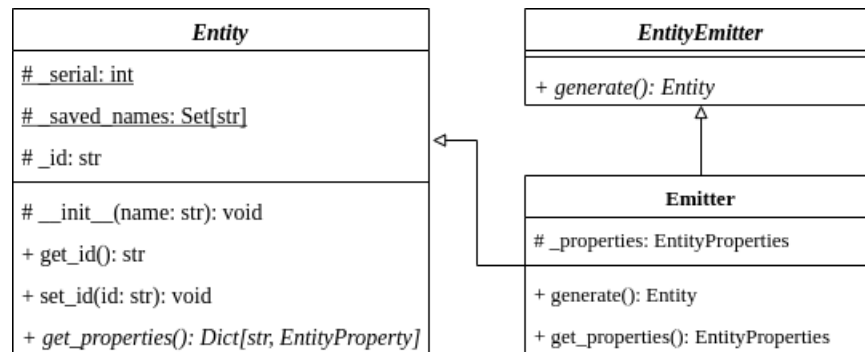 Entity
# _serial: int
# _saved_names: Set[str]
# _id: str
# __init__(name: str): void
+ get_id(): str
+ set_id(id: str): void
+ get_properties(): Dict[str, EntityProperty]
EntityEmitter
+ generate(): Entity
Emitter
# _properties: EntityProperties
+ generate(): Entity
+ get_properties(): EntityProperties